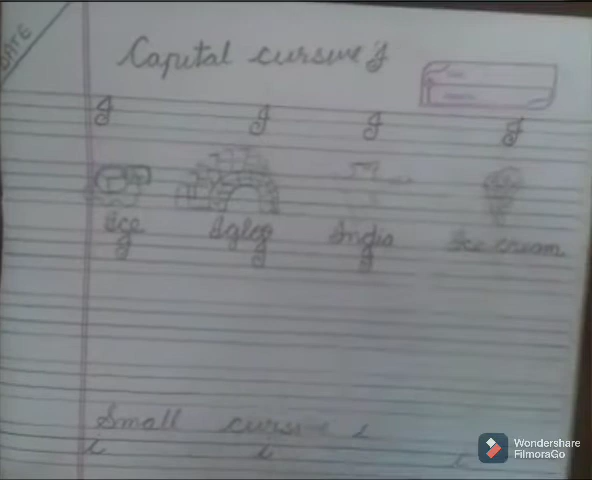 DATE
Capital cursive I
I I I I
Ice Igloo India Ice cream
I I I
Small cursive i
i i i
Wondershare
FilmoraGo